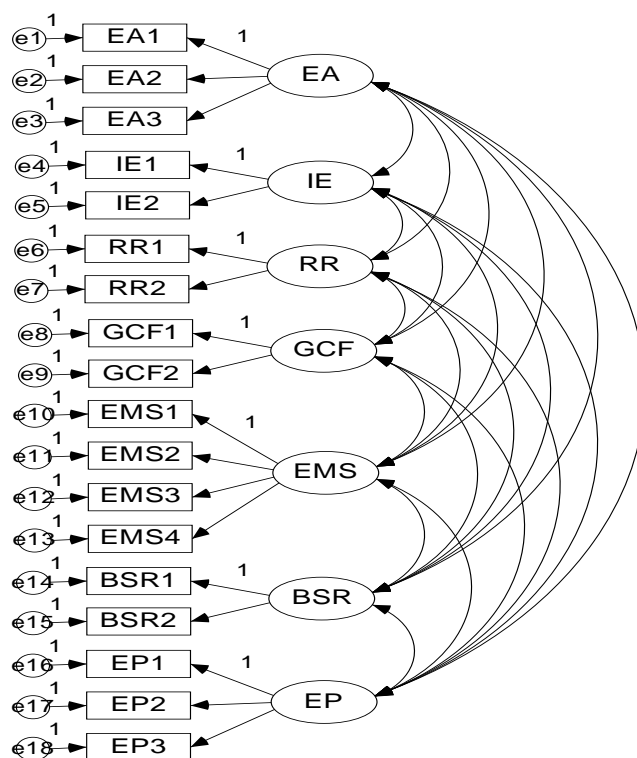 1
e1 EA1 1
1
e2 EA2 EA
1
e3 EA3
1
e4 IE1 1
1
e5 IE2 IE
1
e6 RR1 1
1
e7 RR2 RR
1
e8 GCF1 1
1
e9 GCF2 GCF
1
e10 EMS1 1
1
e11 EMS2
EMS
1
e12 EMS3
1
e13 EMS4
1
e14 BSR1 1
1
e15 BSR2 BSR
1
e16 EP1 1
1
e17 EP2 EP
1
e18 EP3